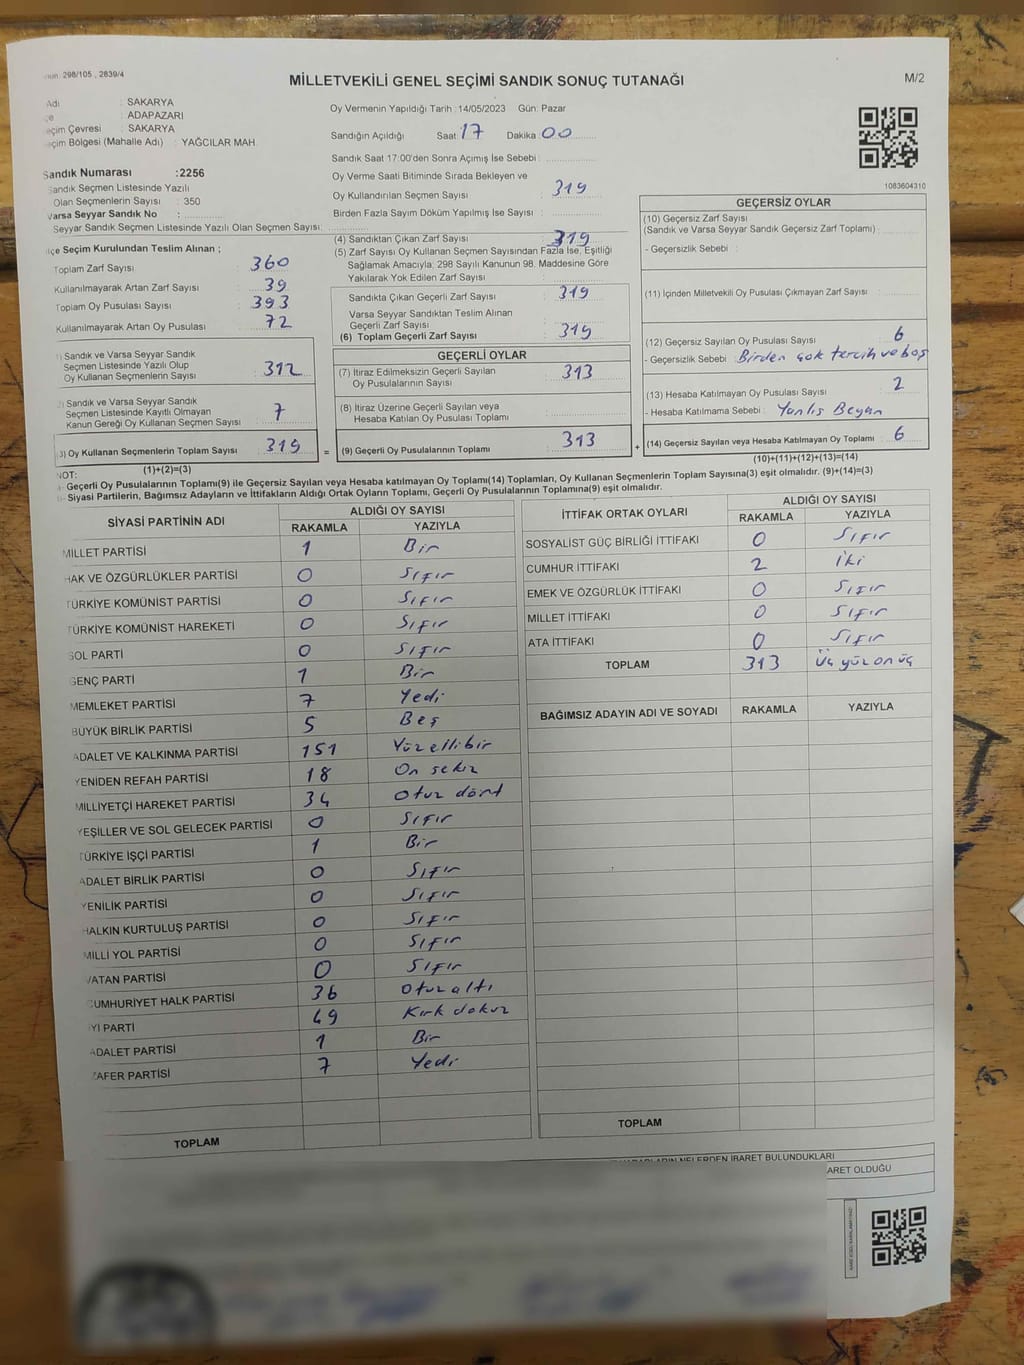 298/105 , 2839/4
MİLLETVEKİLİ GENEL SEÇİMİ SANDIK SONUÇ TUTANAĞI
M/2
Adı : SAKARYA
ADAPAZARI
eçim Çevresi : SAKARYA
eçim Bölgesi (Mahalle Adı) : YAĞCILAR MAH.
Sandık Numarası :2256
Sandık Seçmen Listesinde Yazılı
Olan Seçmenlerin Sayısı : 350
Varsa Seyyar Sandık No :
Seyyar Sandık Seçmen Listesinde Yazılı Olan Seçmen Sayısı:
Oy Vermenin Yapıldığı Tarih :14/05/2023 Gün: Pazar
Sandığın Açıldığı Saat 17 Dakika 00
Sandık Saat 17:00'den Sonra Açımış İse Sebebi :
Oy Verme Saati Bitiminde Sırada Bekleyen ve
Oy Kullandırılan Seçmen Sayısı : 319
Birden Fazla Sayım Döküm Yapılmış İse Sayısı :
1083604310
lçe Seçim Kurulundan Teslim Alınan ;
Toplam Zarf Sayısı : 360
Kullanılmayarak Artan Zarf Sayısı : 39
Toplam Oy Pusulası Sayısı : 393
Kullanılmayarak Artan Oy Pusulası : 72
(4) Sandıktan Çıkan Zarf Sayısı : 319
(5) Zarf Sayısı Oy Kullanan Seçmen Sayısından Fazla İse, Eşitliği
Sağlamak Amacıyla; 298 Sayılı Kanunun 98. Maddesine Göre
Yakılarak Yok Edilen Zarf Sayısı :
Sandıkta Çıkan Geçerli Zarf Sayısı : 319
Varsa Seyyar Sandıktan Teslim Alınan
Geçerli Zarf Sayısı :
(6) Toplam Geçerli Zarf Sayısı : 319
GEÇERSİZ OYLAR
(10) Geçersiz Zarf Sayısı
(Sandık ve Varsa Seyyar Sandık Geçersiz Zarf Toplamı) :
- Geçersizlik Sebebi :
(11) İçinden Milletvekili Oy Pusulası Çıkmayan Zarf Sayısı :
(12) Geçersiz Sayılan Oy Pusulası Sayısı : 6
- Geçersizlik Sebebi : Birden çok tercih ve boş
(13) Hesaba Katılmayan Oy Pusulası Sayısı : 2
- Hesaba Katılmama Sebebi : Yanlış Beyan
(14) Geçersiz Sayılan veya Hesaba Katılmayan Oy Toplamı : 6
(10)+(11)+(12)+(13)=(14)
1) Sandık ve Varsa Seyyar Sandık
Seçmen Listesinde Yazılı Olup
Oy Kullanan Seçmenlerin Sayısı : 312
2) Sandık ve Varsa Seyyar Sandık
Seçmen Listesinde Kayıtlı Olmayan
Kanun Gereği Oy Kullanan Seçmen Sayısı : 7
3) Oy Kullanan Seçmenlerin Toplam Sayısı : 319
(1)+(2)=(3)
=
GEÇERLİ OYLAR
(7) İtiraz Edilmeksizin Geçerli Sayılan
Oy Pusulalarının Sayısı : 313
(8) İtiraz Üzerine Geçerli Sayılan veya
Hesaba Katılan Oy Pusulası Toplamı :
(9) Geçerli Oy Pusulalarının Toplamı : 313
+
NOT:
Geçerli Oy Pusulalarının Toplamı(9) ile Geçersiz Sayılan veya Hesaba katılmayan Oy Toplamı(14) Toplamları, Oy Kullanan Seçmenlerin Toplam Sayısına(3) eşit olmalıdır. (9)+(14)=(3)
Siyasi Partilerin, Bağımsız Adayların ve İttifakların Aldığı Ortak Oyların Toplamı, Geçerli Oy Pusulalarının Toplamına(9) eşit olmalıdır.
SİYASİ PARTİNİN ADI ALDIĞI OY SAYISI
RAKAMLA YAZIYLA
MİLLET PARTİSİ 1 Bir
HAK VE ÖZGÜRLÜKLER PARTİSİ 0 Sıfır
TÜRKİYE KOMÜNİST PARTİSİ 0 Sıfır
TÜRKİYE KOMÜNİST HAREKETİ 0 Sıfır
SOL PARTİ 0 Sıfır
GENÇ PARTİ 1 Bir
MEMLEKET PARTİSİ 7 Yedi
BÜYÜK BİRLİK PARTİSİ 5 Beş
ADALET VE KALKINMA PARTİSİ 151 Yüz elli bir
YENİDEN REFAH PARTİSİ 18 On sekiz
MİLLİYETÇİ HAREKET PARTİSİ 34 Otuz dört
YEŞİLLER VE SOL GELECEK PARTİSİ 0 Sıfır
TÜRKİYE İŞÇİ PARTİSİ 1 Bir
ADALET BİRLİK PARTİSİ 0 Sıfır
YENİLİK PARTİSİ 0 Sıfır
HALKIN KURTULUŞ PARTİSİ 0 Sıfır
MİLLİ YOL PARTİSİ 0 Sıfır
VATAN PARTİSİ 0 Sıfır
CUMHURİYET HALK PARTİSİ 36 Otuz altı
İYİ PARTİ 49 Kırk dokuz
ADALET PARTİSİ 1 Bir
ZAFER PARTİSİ 7 Yedi
TOPLAM
İTTİFAK ORTAK OYLARI ALDIĞI OY SAYISI
RAKAMLA YAZIYLA
SOSYALİST GÜÇ BİRLİĞİ İTTİFAKI 0 Sıfır
CUMHUR İTTİFAKI 2 İki
EMEK VE ÖZGÜRLÜK İTTİFAKI 0 Sıfır
MİLLET İTTİFAKI 0 Sıfır
ATA İTTİFAKI 0 Sıfır
TOPLAM 313 Üç yüz on üç
BAĞIMSIZ ADAYIN ADI VE SOYADI RAKAMLA YAZIYLA
TOPLAM
NELERDEN İBARET BULUNDUKLARI
ARET OLDUĞU